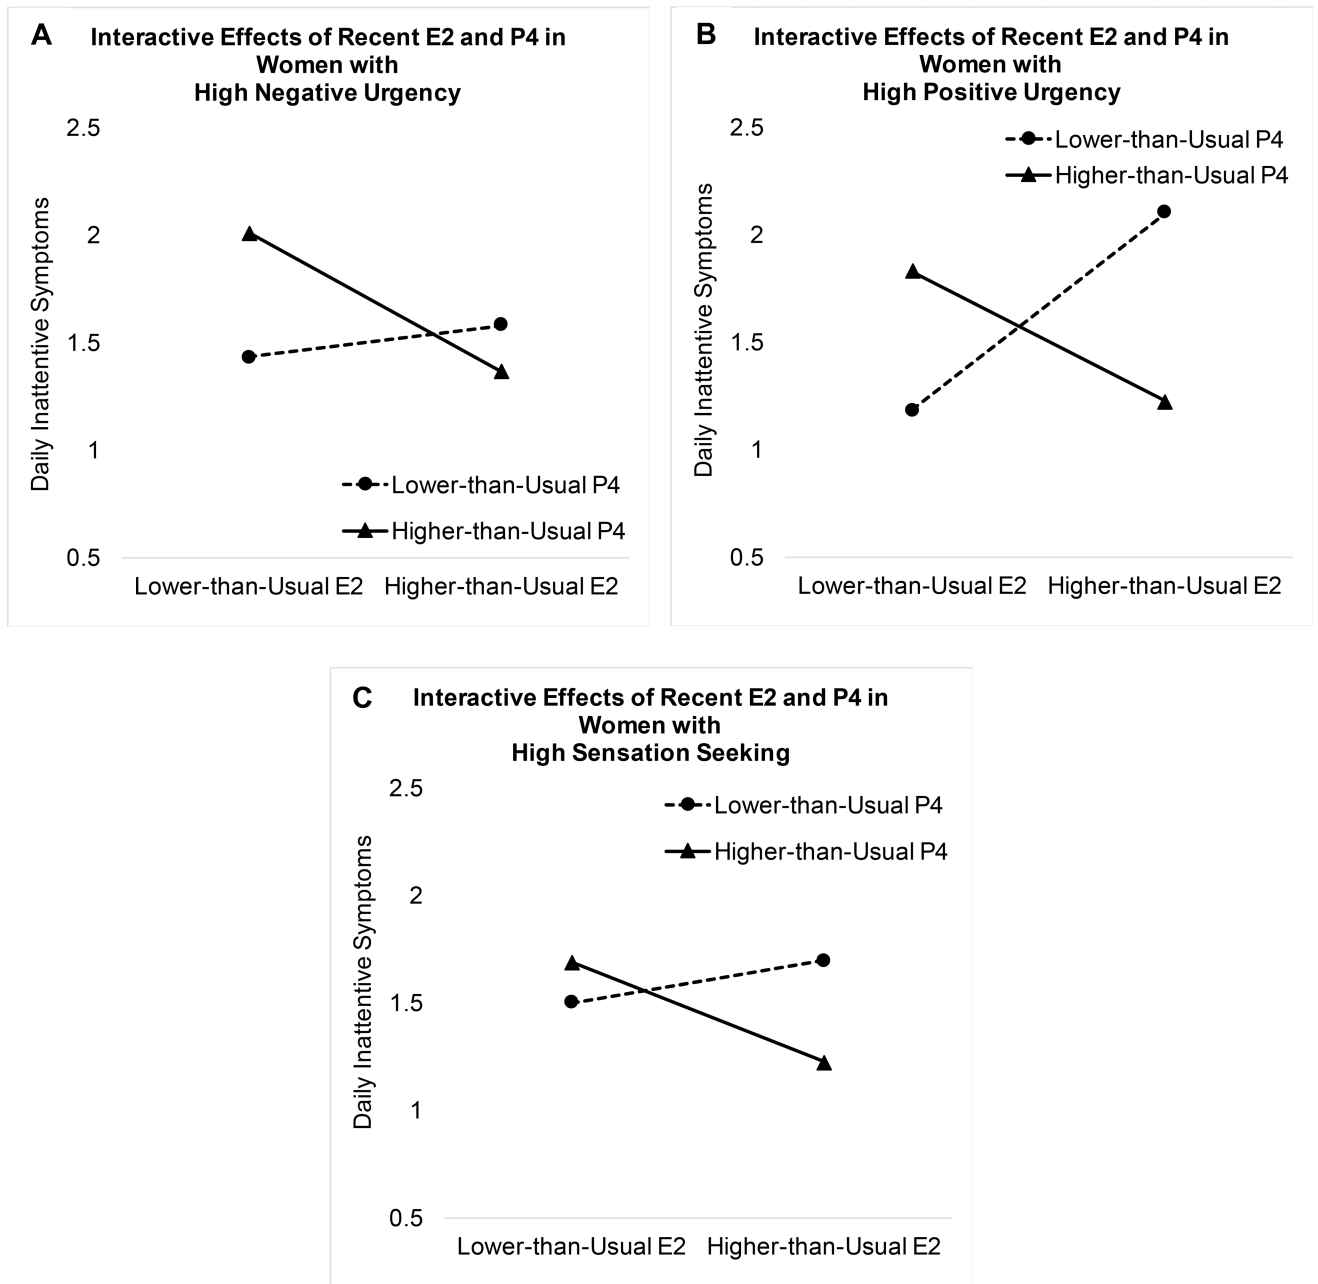 A
Interactive Effects of Recent E2 and P4 in
Women with
High Negative Urgency
2.5
2
1.5
1
0.5
Daily Inattentive Symptoms
Lower-than-Usual P4
Higher-than-Usual P4
Lower-than-Usual E2
Higher-than-Usual E2
B
Interactive Effects of Recent E2 and P4 in
Women with
High Positive Urgency
2.5
2
1.5
1
0.5
Daily Inattentive Symptoms
Lower-than-Usual P4
Higher-than-Usual P4
Lower-than-Usual E2
Higher-than-Usual E2
C
Interactive Effects of Recent E2 and P4 in
Women with
High Sensation Seeking
2.5
2
1.5
1
0.5
Daily Inattentive Symptoms
Lower-than-Usual P4
Higher-than-Usual P4
Lower-than-Usual E2
Higher-than-Usual E2